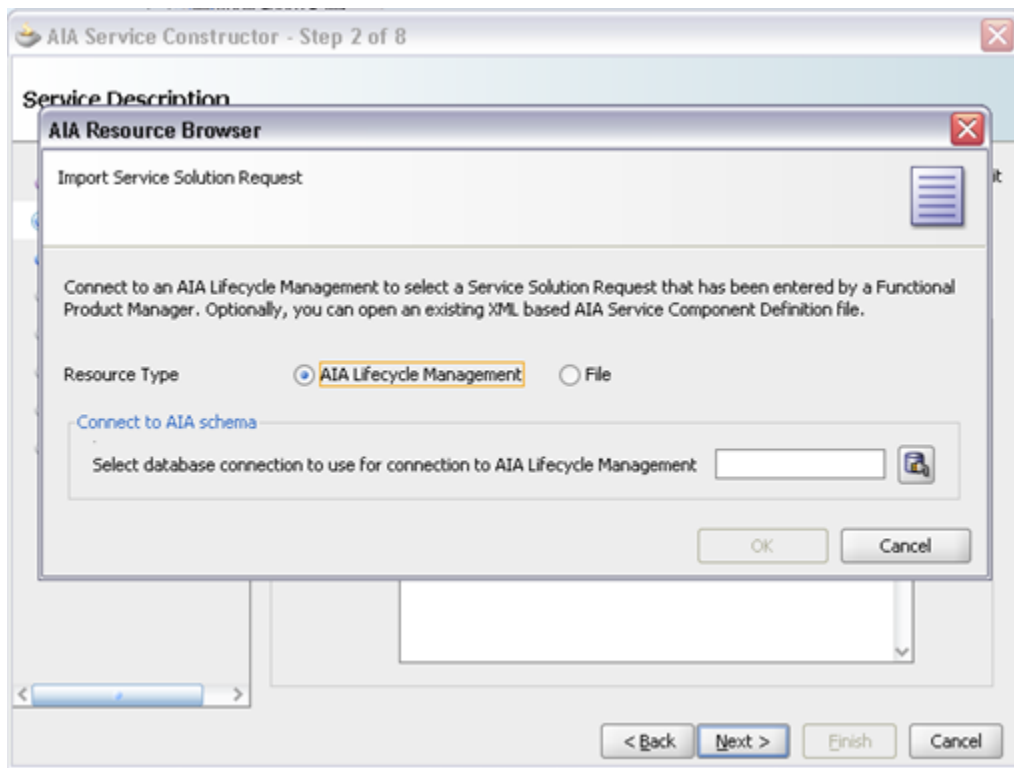 AIA Service Constructor - Step 2 of 8
Service Description
AIA Resource Browser
Import Service Solution Request
Connect to an AIA Lifecycle Management to select a Service Solution Request that has been entered by a Functional
Product Manager. Optionally, you can open an existing XML based AIA Service Component Definition file.
Resource Type AIA Lifecycle Management File
Connect to AIA schema
Select database connection to use for connection to AIA Lifecycle Management
OK Cancel
< Back Next > Finish Cancel